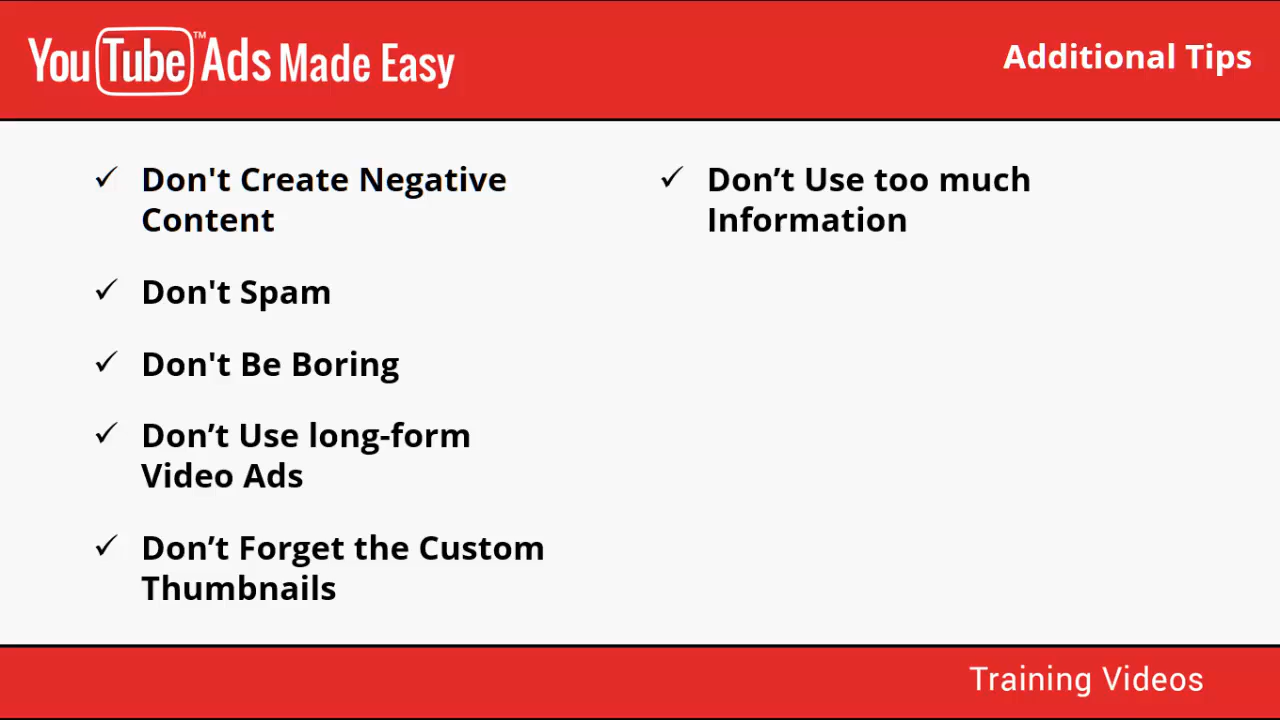 YouTube™ Ads Made Easy
Additional Tips
✓ Don't Create Negative
Content
✓ Don't Spam
✓ Don't Be Boring
✓ Don’t Use long-form
Video Ads
✓ Don’t Forget the Custom
Thumbnails
✓ Don’t Use too much
Information
Training Videos